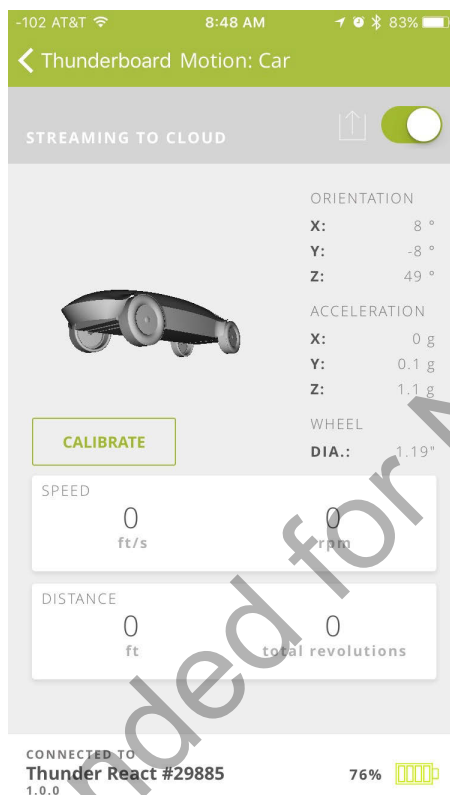 -102 AT&T 8:48 AM 83%
Thunderboard Motion: Car
STREAMING TO CLOUD
ORIENTATION
X: 8 °
Y: -8 °
Z: 49 °
ACCELERATION
X: 0 g
Y: 0.1 g
Z: 1.1 g
WHEEL
DIA.: 1.19"
CALIBRATE
SPEED
0 0
ft/s rpm
DISTANCE
0 0
ft total revolutions
CONNECTED TO
Thunder React #29885 76%
1.0.0
nded for